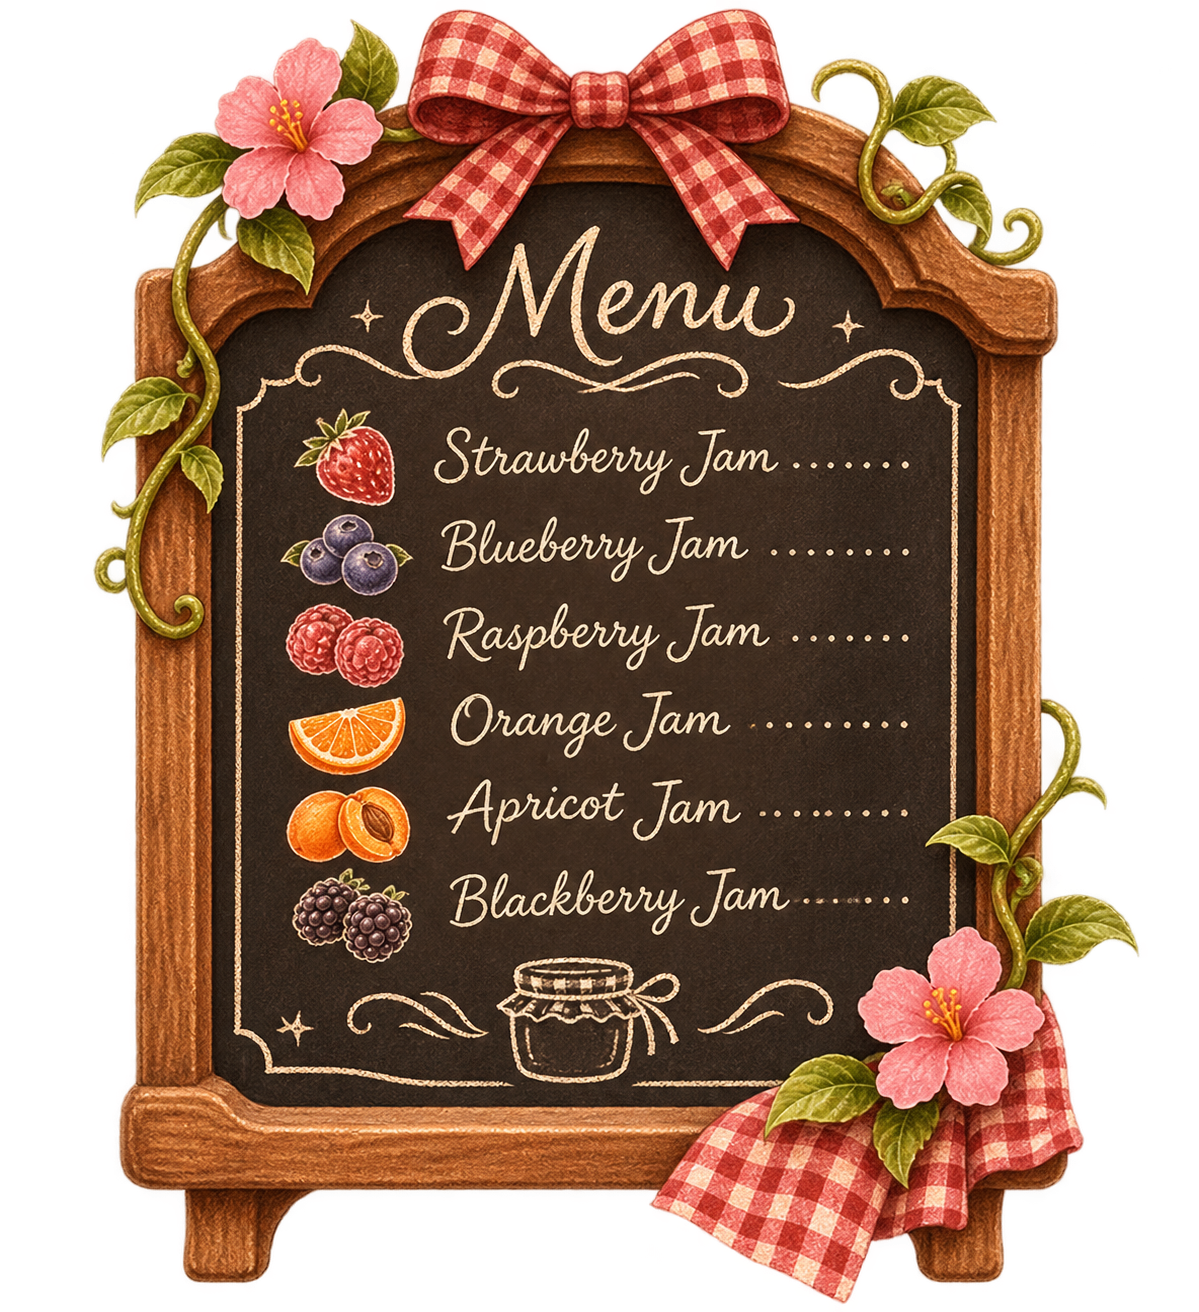 Menu
Strawberry Jam .......
Blueberry Jam ........
Raspberry Jam .......
Orange Jam .........
Apricot Jam ..........
Blackberry Jam ........